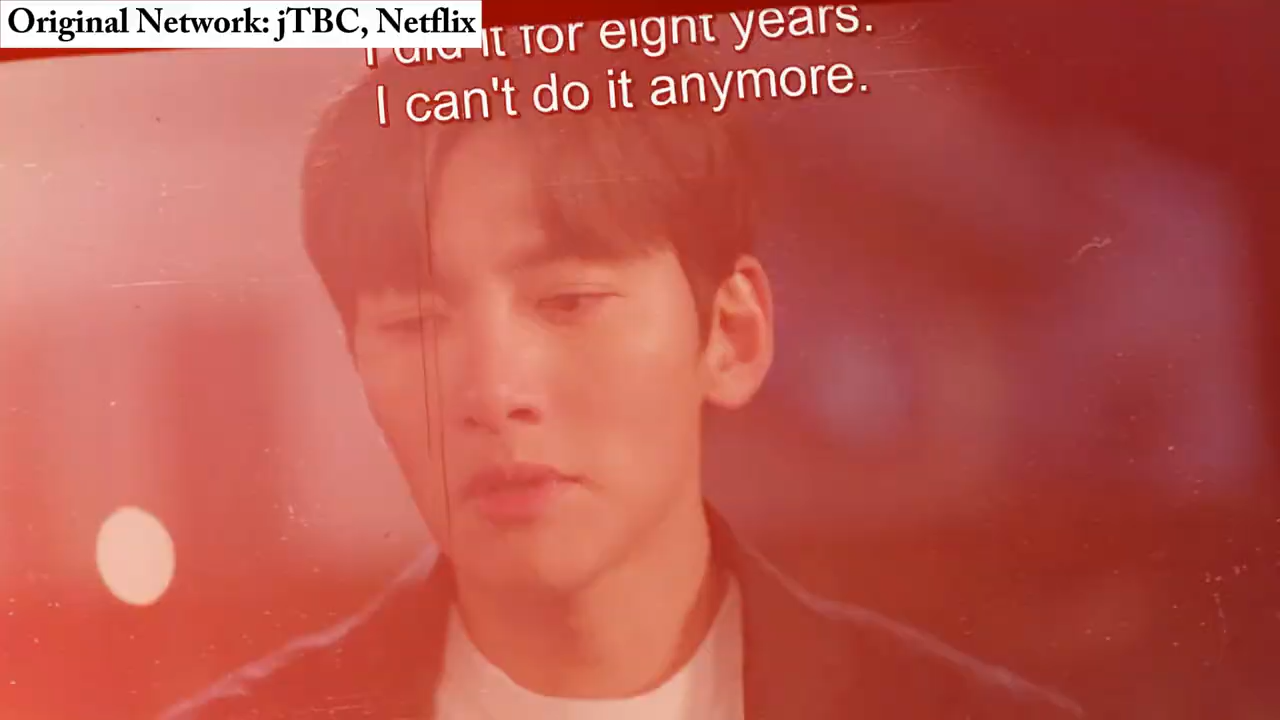 Original Network: jTBC, Netflix
I did it for eight years.
I can't do it anymore.